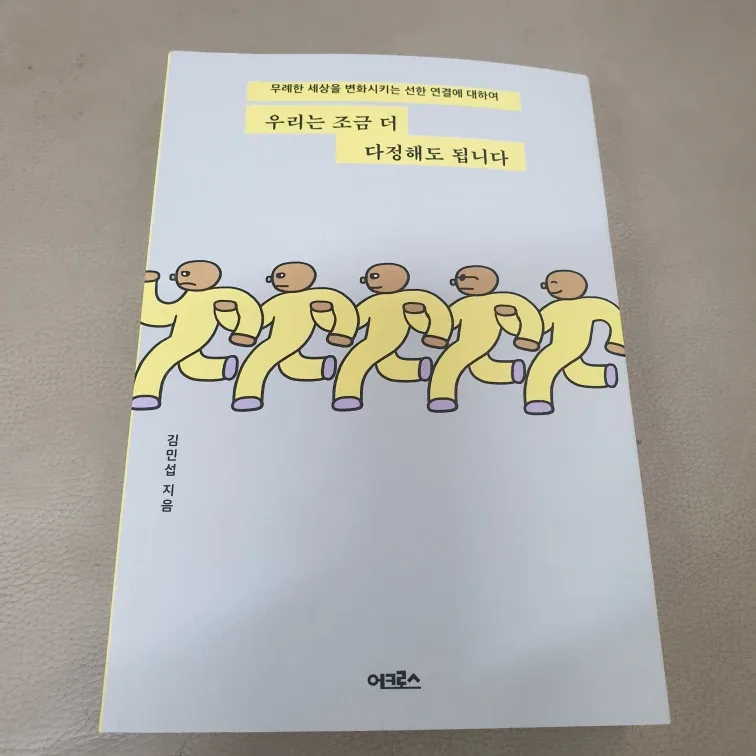 무례한 세상을 변화시키는 선한 연결에 대하여
우리는 조금 더
다정해도 됩니다
김민섭 지음
어크로스